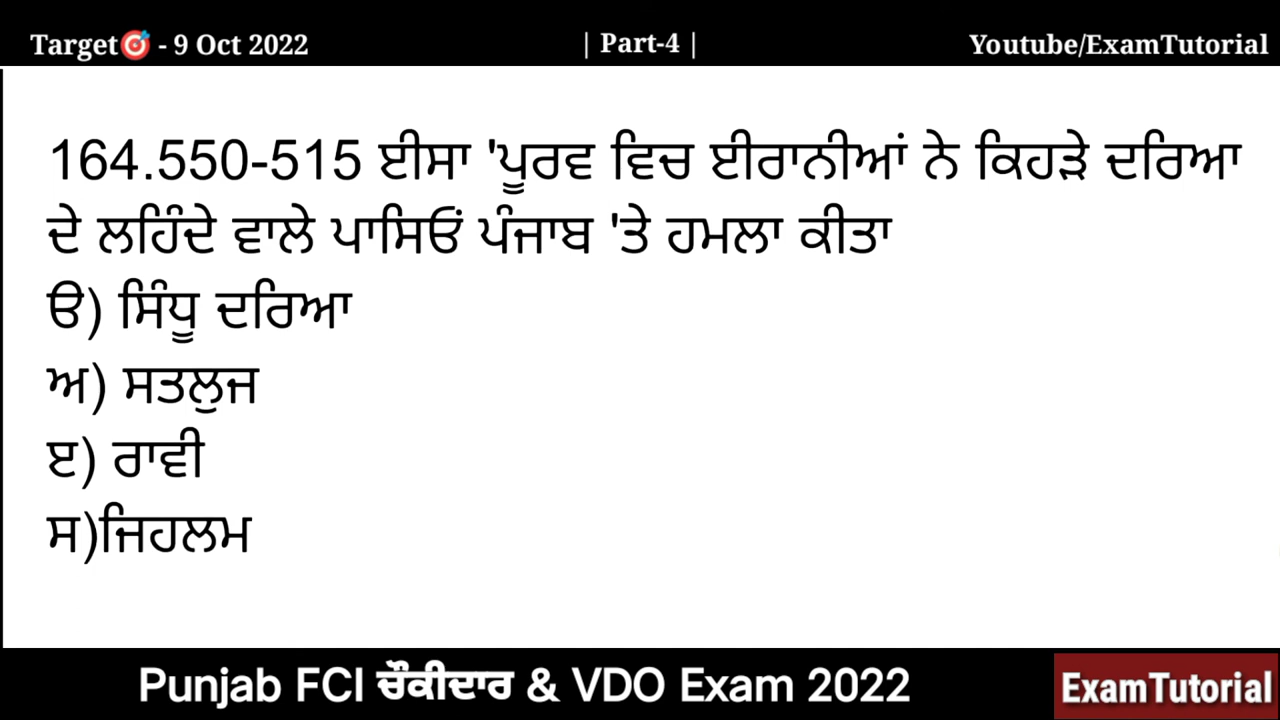 Target🎯 - 9 Oct 2022 | Part-4 | Youtube/ExamTutorial
164.550-515 ਈਸਾ 'ਪੂਰਵ ਵਿਚ ਈਰਾਨੀਆਂ ਨੇ ਕਿਹੜੇ ਦਰਿਆ
ਦੇ ਲਹਿੰਦੇ ਵਾਲੇ ਪਾਸਿਓਂ ਪੰਜਾਬ 'ਤੇ ਹਮਲਾ ਕੀਤਾ
ੳ) ਸਿੰਧੂ ਦਰਿਆ
ਅ) ਸਤਲੁਜ
ੲ) ਰਾਵੀ
ਸ)ਜਿਹਲਮ
Punjab FCI ਚੌਕੀਦਾਰ & VDO Exam 2022 ExamTutorial